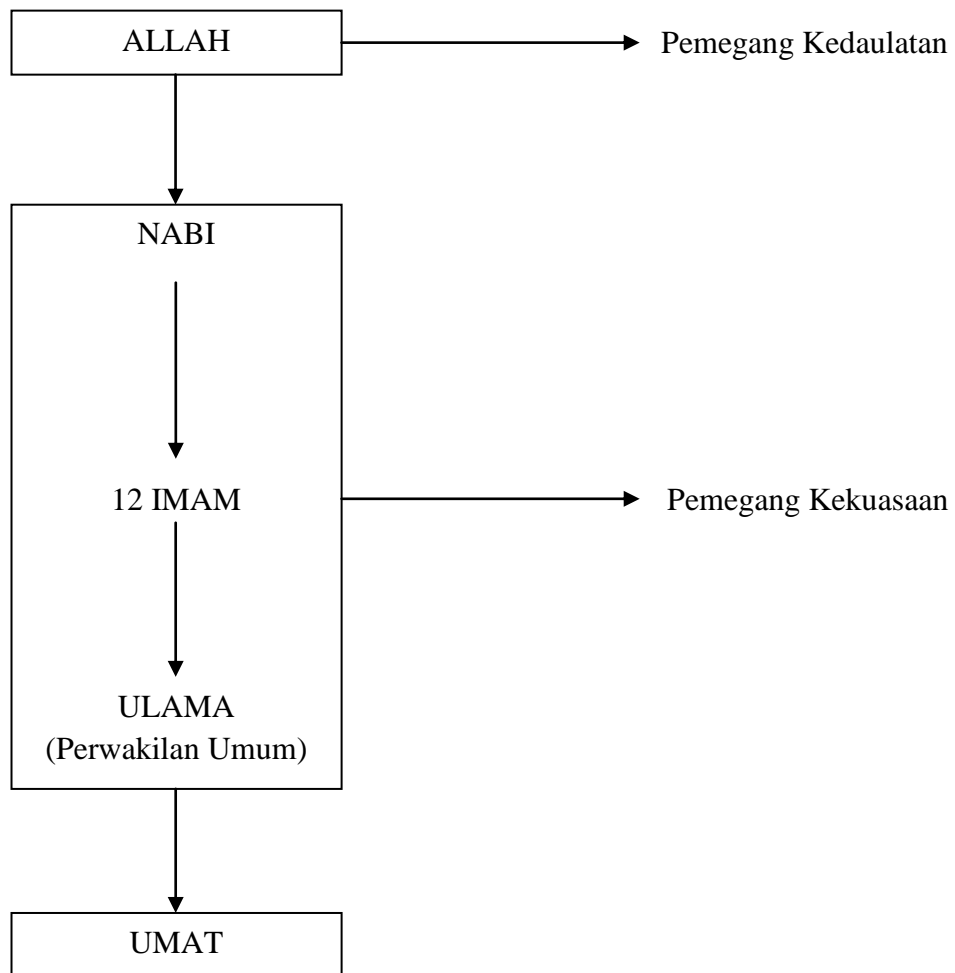 ALLAH
Pemegang Kedaulatan
NABI
12 IMAM
Pemegang Kekuasaan
ULAMA
(Perwakilan Umum)
UMAT